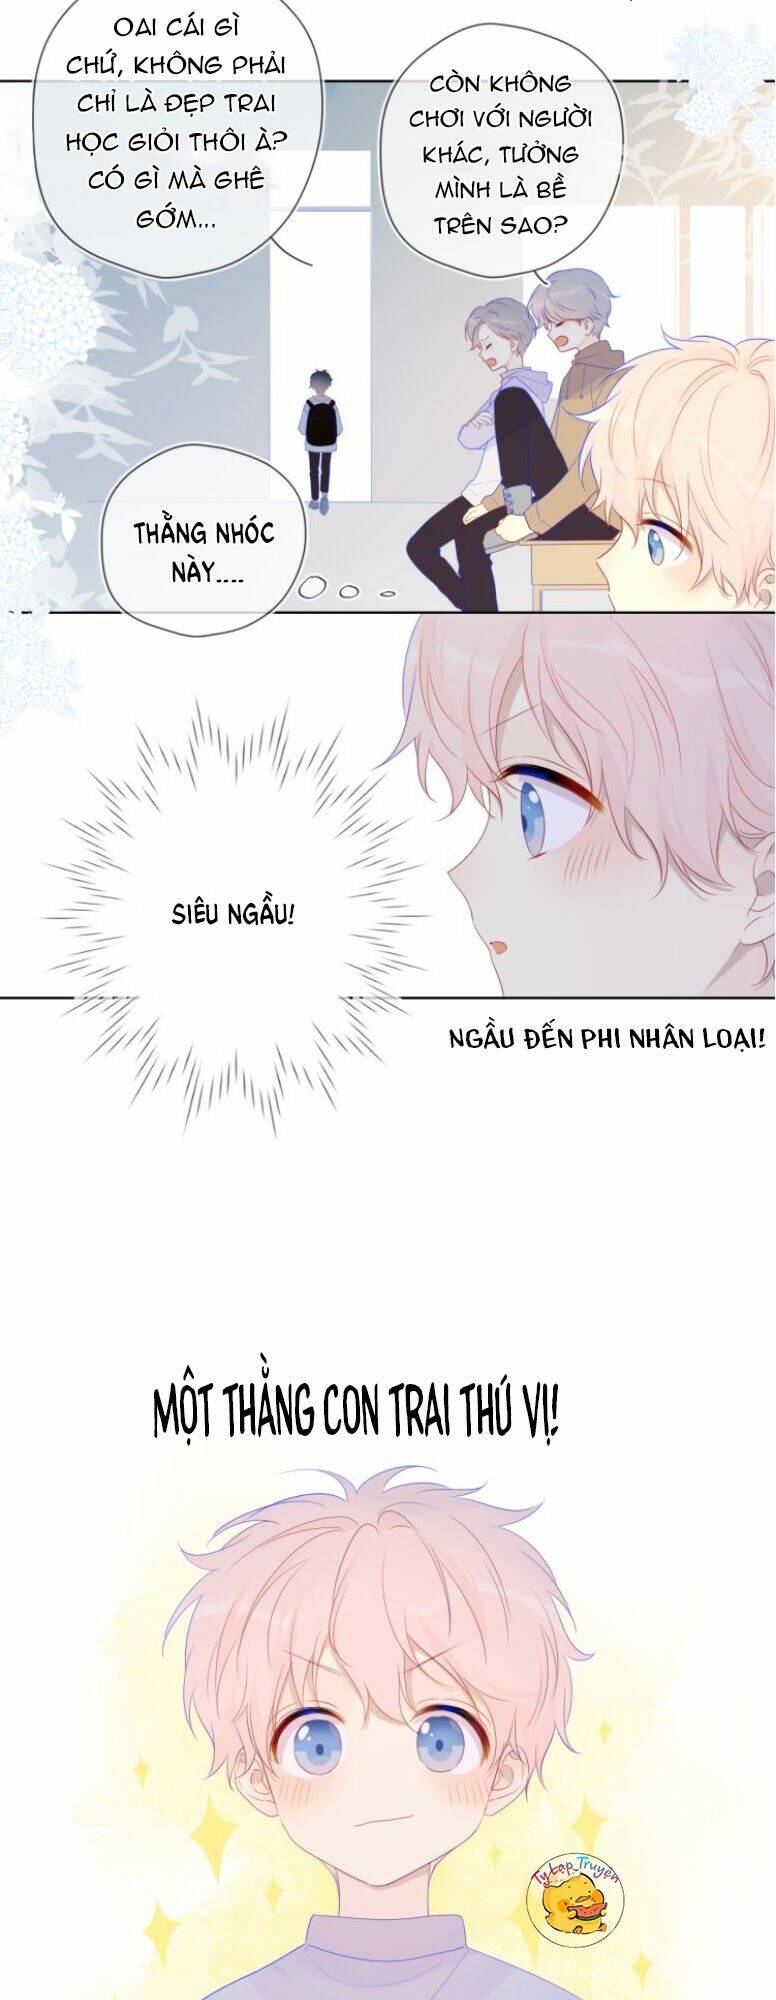 OAI CÁI GÌ
CHỨ, KHÔNG PHẢI
CHỈ LÀ ĐẸP TRAI
HỌC GIỎI THÔI À?
CÓ GÌ MÀ GHÊ
GỚM...
CÒN KHÔNG
CHƠI VỚI NGƯỜI
KHÁC, TƯỞNG
MÌNH LÀ BỀ
TRÊN SAO?
THẰNG NHÓC
NÀY....
SIÊU NGẦU!
NGẦU ĐẾN PHI NHÂN LOẠI!
MỘT THẰNG CON TRAI THÚ VỊ!
Tylạp_Truyện